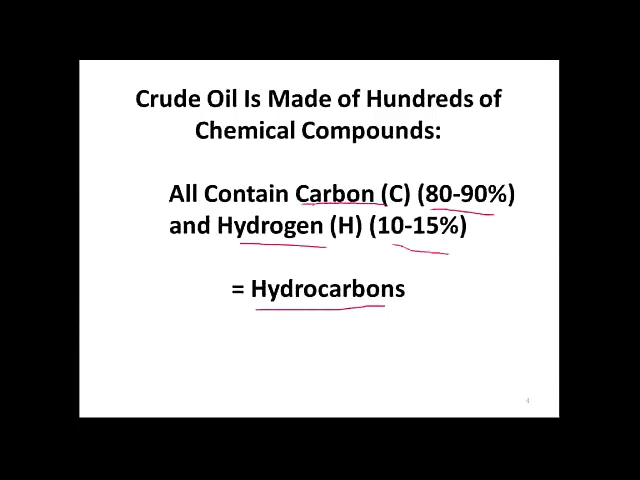 Crude Oil Is Made of Hundreds of
Chemical Compounds:
All Contain Carbon (C) (80-90%)
and Hydrogen (H) (10-15%)
= Hydrocarbons
4